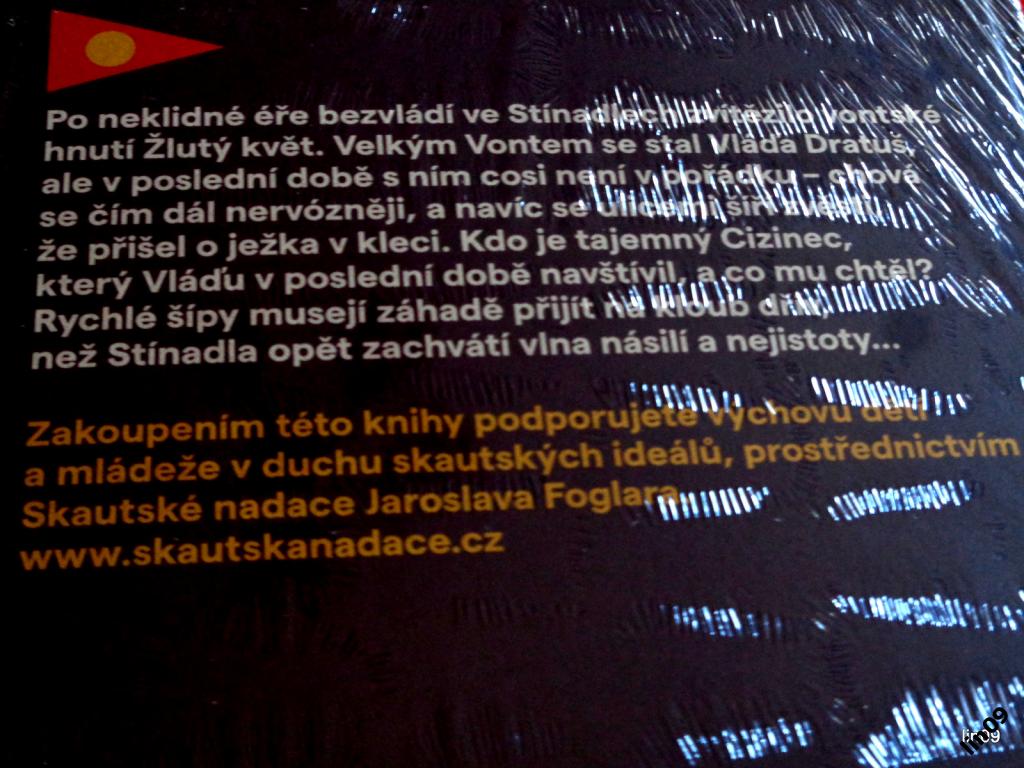 Po neklidné éře bezvládí ve Stínadlech zvítězilo vontské
hnutí Žlutý květ. Velkým Vontem se stal Vláďa Dratuš,
ale v poslední době s ním cosi není v pořádku – chová
se čím dál nervózněji, a navíc se ulicemi šíří zvěsti,
že přišel o ježka v kleci. Kdo je tajemný Cizinec,
který Vláďu v poslední době navštívil, a co mu chtěl?
Rychlé šípy musejí záhadě přijít na kloub dřív,
než Stínadla opět zachvátí vlna násilí a nejistoty...
Zakoupením této knihy podporujete výchovu dětí
a mládeže v duchu skautských ideálů, prostřednictvím
Skautské nadace Jaroslava Foglara
www.skautskanadace.cz